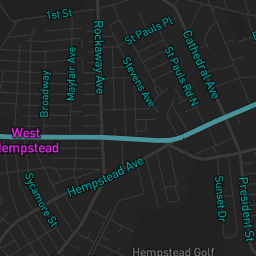 1st St
St Pauls Pl
Rockaway Ave
Cathedral Ave
Mayfair Ave
Broadway
Stevens Ave
St Pauls Rd N
West
Hempstead
Hempstead Ave
Sycamore St
Sunset Dr
President St
Hempstead Golf